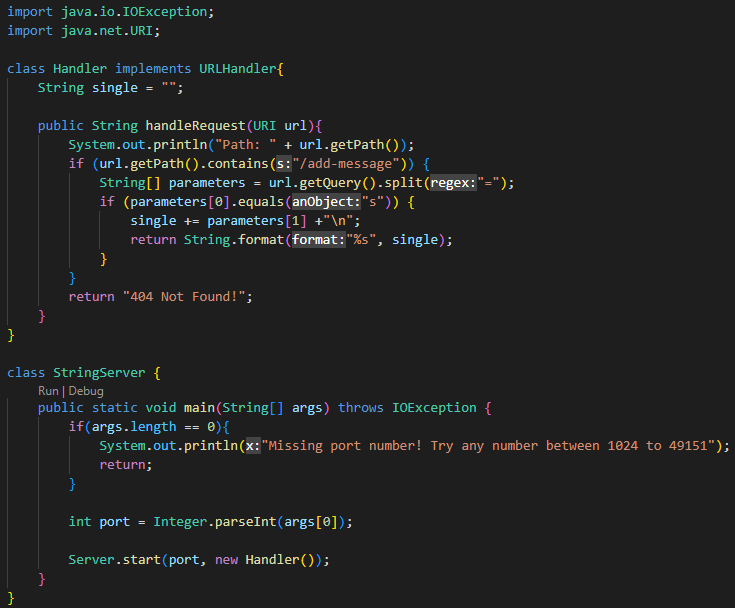 import java.io.IOException;
import java.net.URI;

class Handler implements URLHandler{
    String single = "";

    public String handleRequest(URI url){
        System.out.println("Path: " + url.getPath());
        if (url.getPath().contains(s:"/add-message")) {
            String[] parameters = url.getQuery().split(regex:"=");
            if (parameters[0].equals(anObject:"s")) {
                single += parameters[1] +"\n";
                return String.format(format:"%s", single);
            }
        }
        return "404 Not Found!";
    }
}

class StringServer {
    Run | Debug
    public static void main(String[] args) throws IOException {
        if(args.length == 0){
            System.out.println(x:"Missing port number! Try any number between 1024 to 49151");
            return;
        }

        int port = Integer.parseInt(args[0]);

        Server.start(port, new Handler());
    }
}